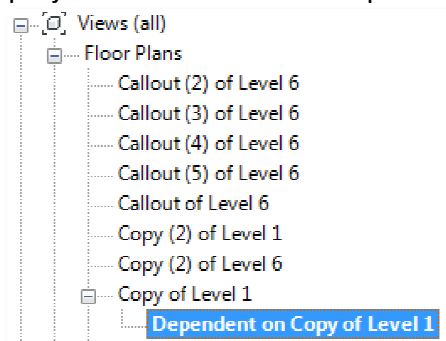 Views (all)
Floor Plans
Callout (2) of Level 6
Callout (3) of Level 6
Callout (4) of Level 6
Callout (5) of Level 6
Callout of Level 6
Copy (2) of Level 1
Copy (2) of Level 6
Copy of Level 1
Dependent on Copy of Level 1